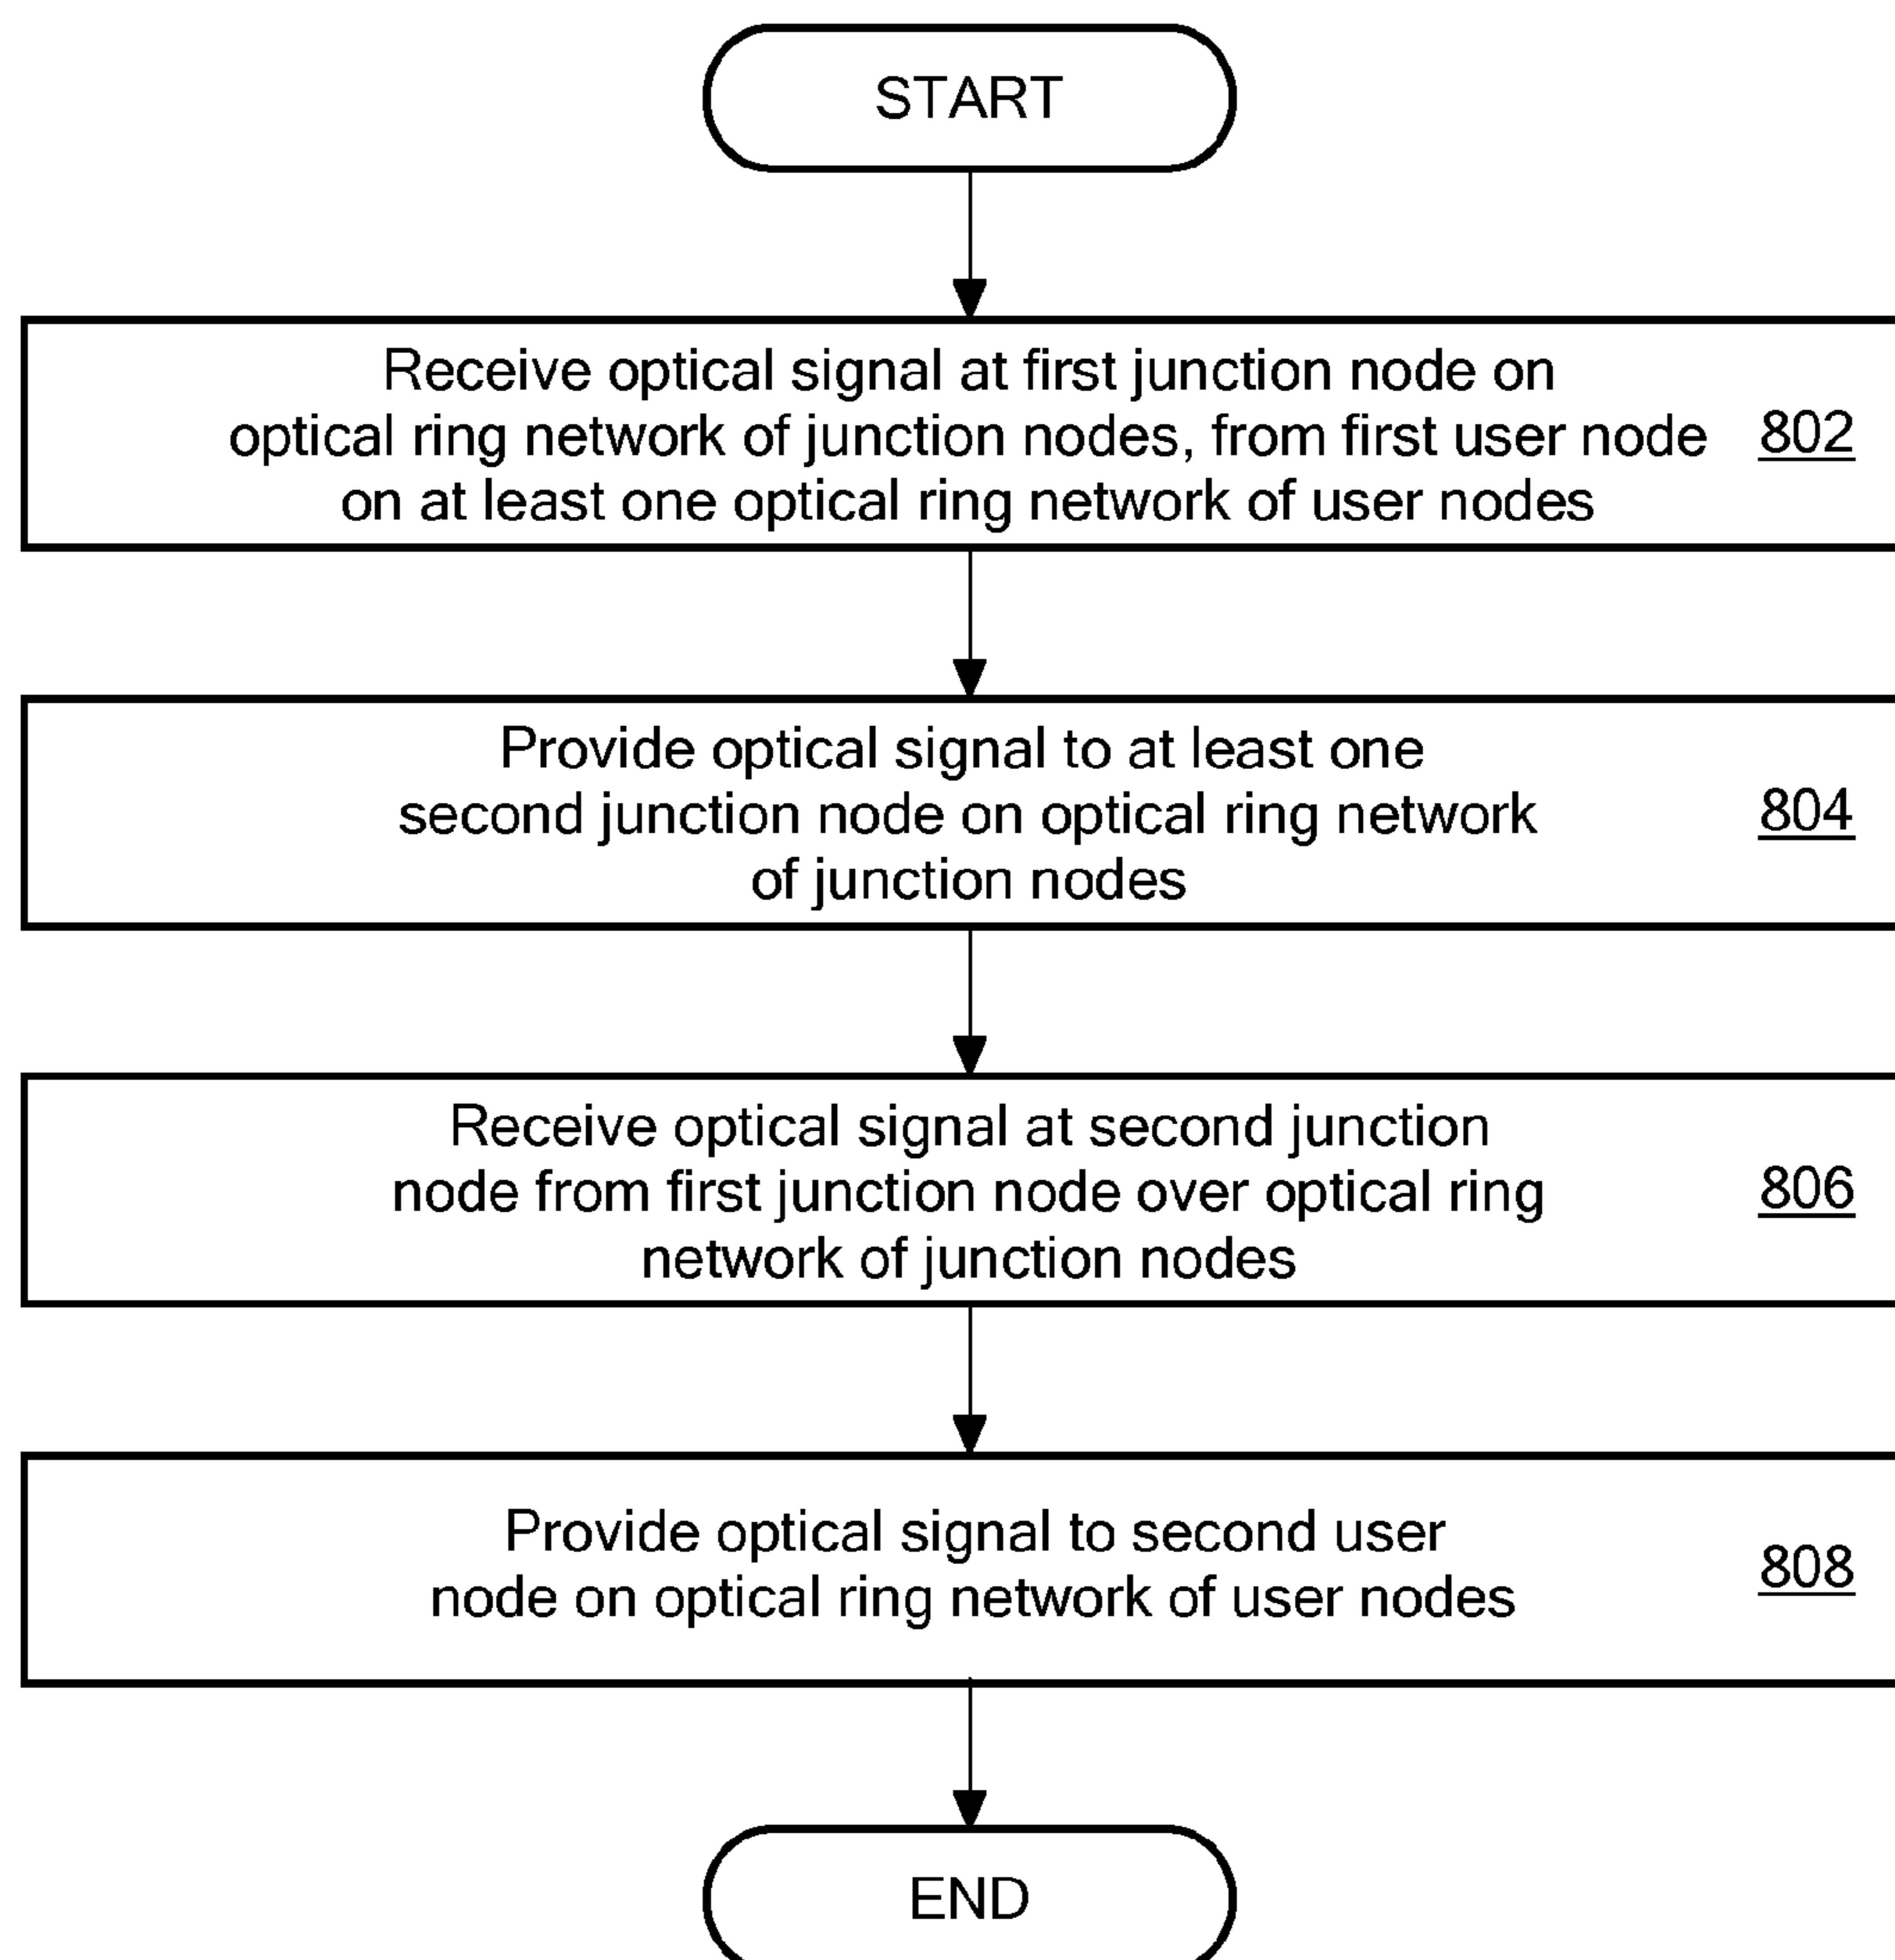 START
Receive optical signal at first junction node on
optical ring network of junction nodes, from first user node 802
on at least one optical ring network of user nodes
Provide optical signal to at least one
second junction node on optical ring network 804
of junction nodes
Receive optical signal at second junction
node from first junction node over optical ring 806
network of junction nodes
Provide optical signal to second user
node on optical ring network of user nodes 808
END